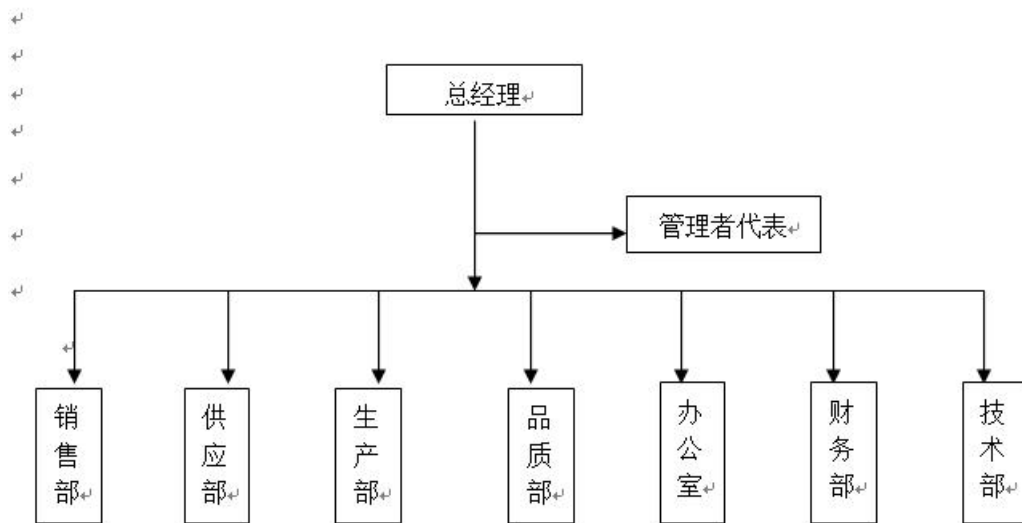 总经理
管理者代表
销售部
供应部
生产部
品质部
办公室
财务部
技术部